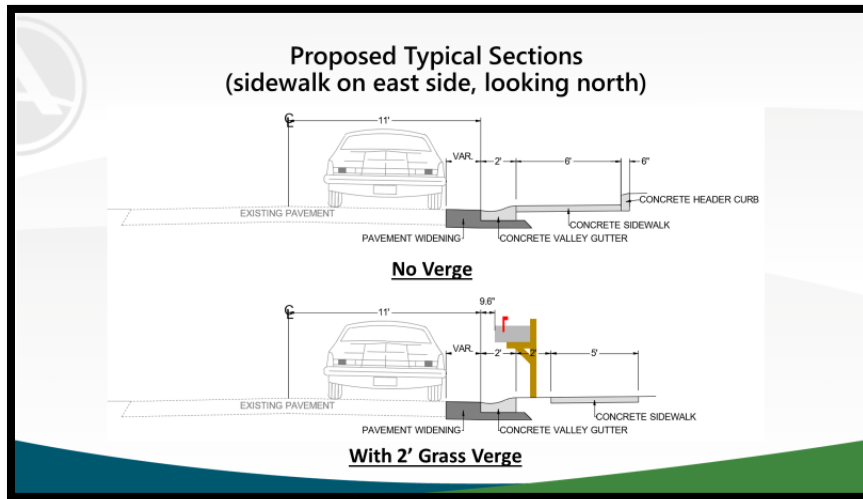 Proposed Typical Sections
(sidewalk on east side, looking north)
℄
11'
VAR.
2'
6'
6"
CONCRETE HEADER CURB
EXISTING PAVEMENT
CONCRETE SIDEWALK
PAVEMENT WIDENING
CONCRETE VALLEY GUTTER
No Verge
9.6"
℄
11'
VAR.
2'
2'
5'
EXISTING PAVEMENT
CONCRETE SIDEWALK
PAVEMENT WIDENING
CONCRETE VALLEY GUTTER
With 2' Grass Verge